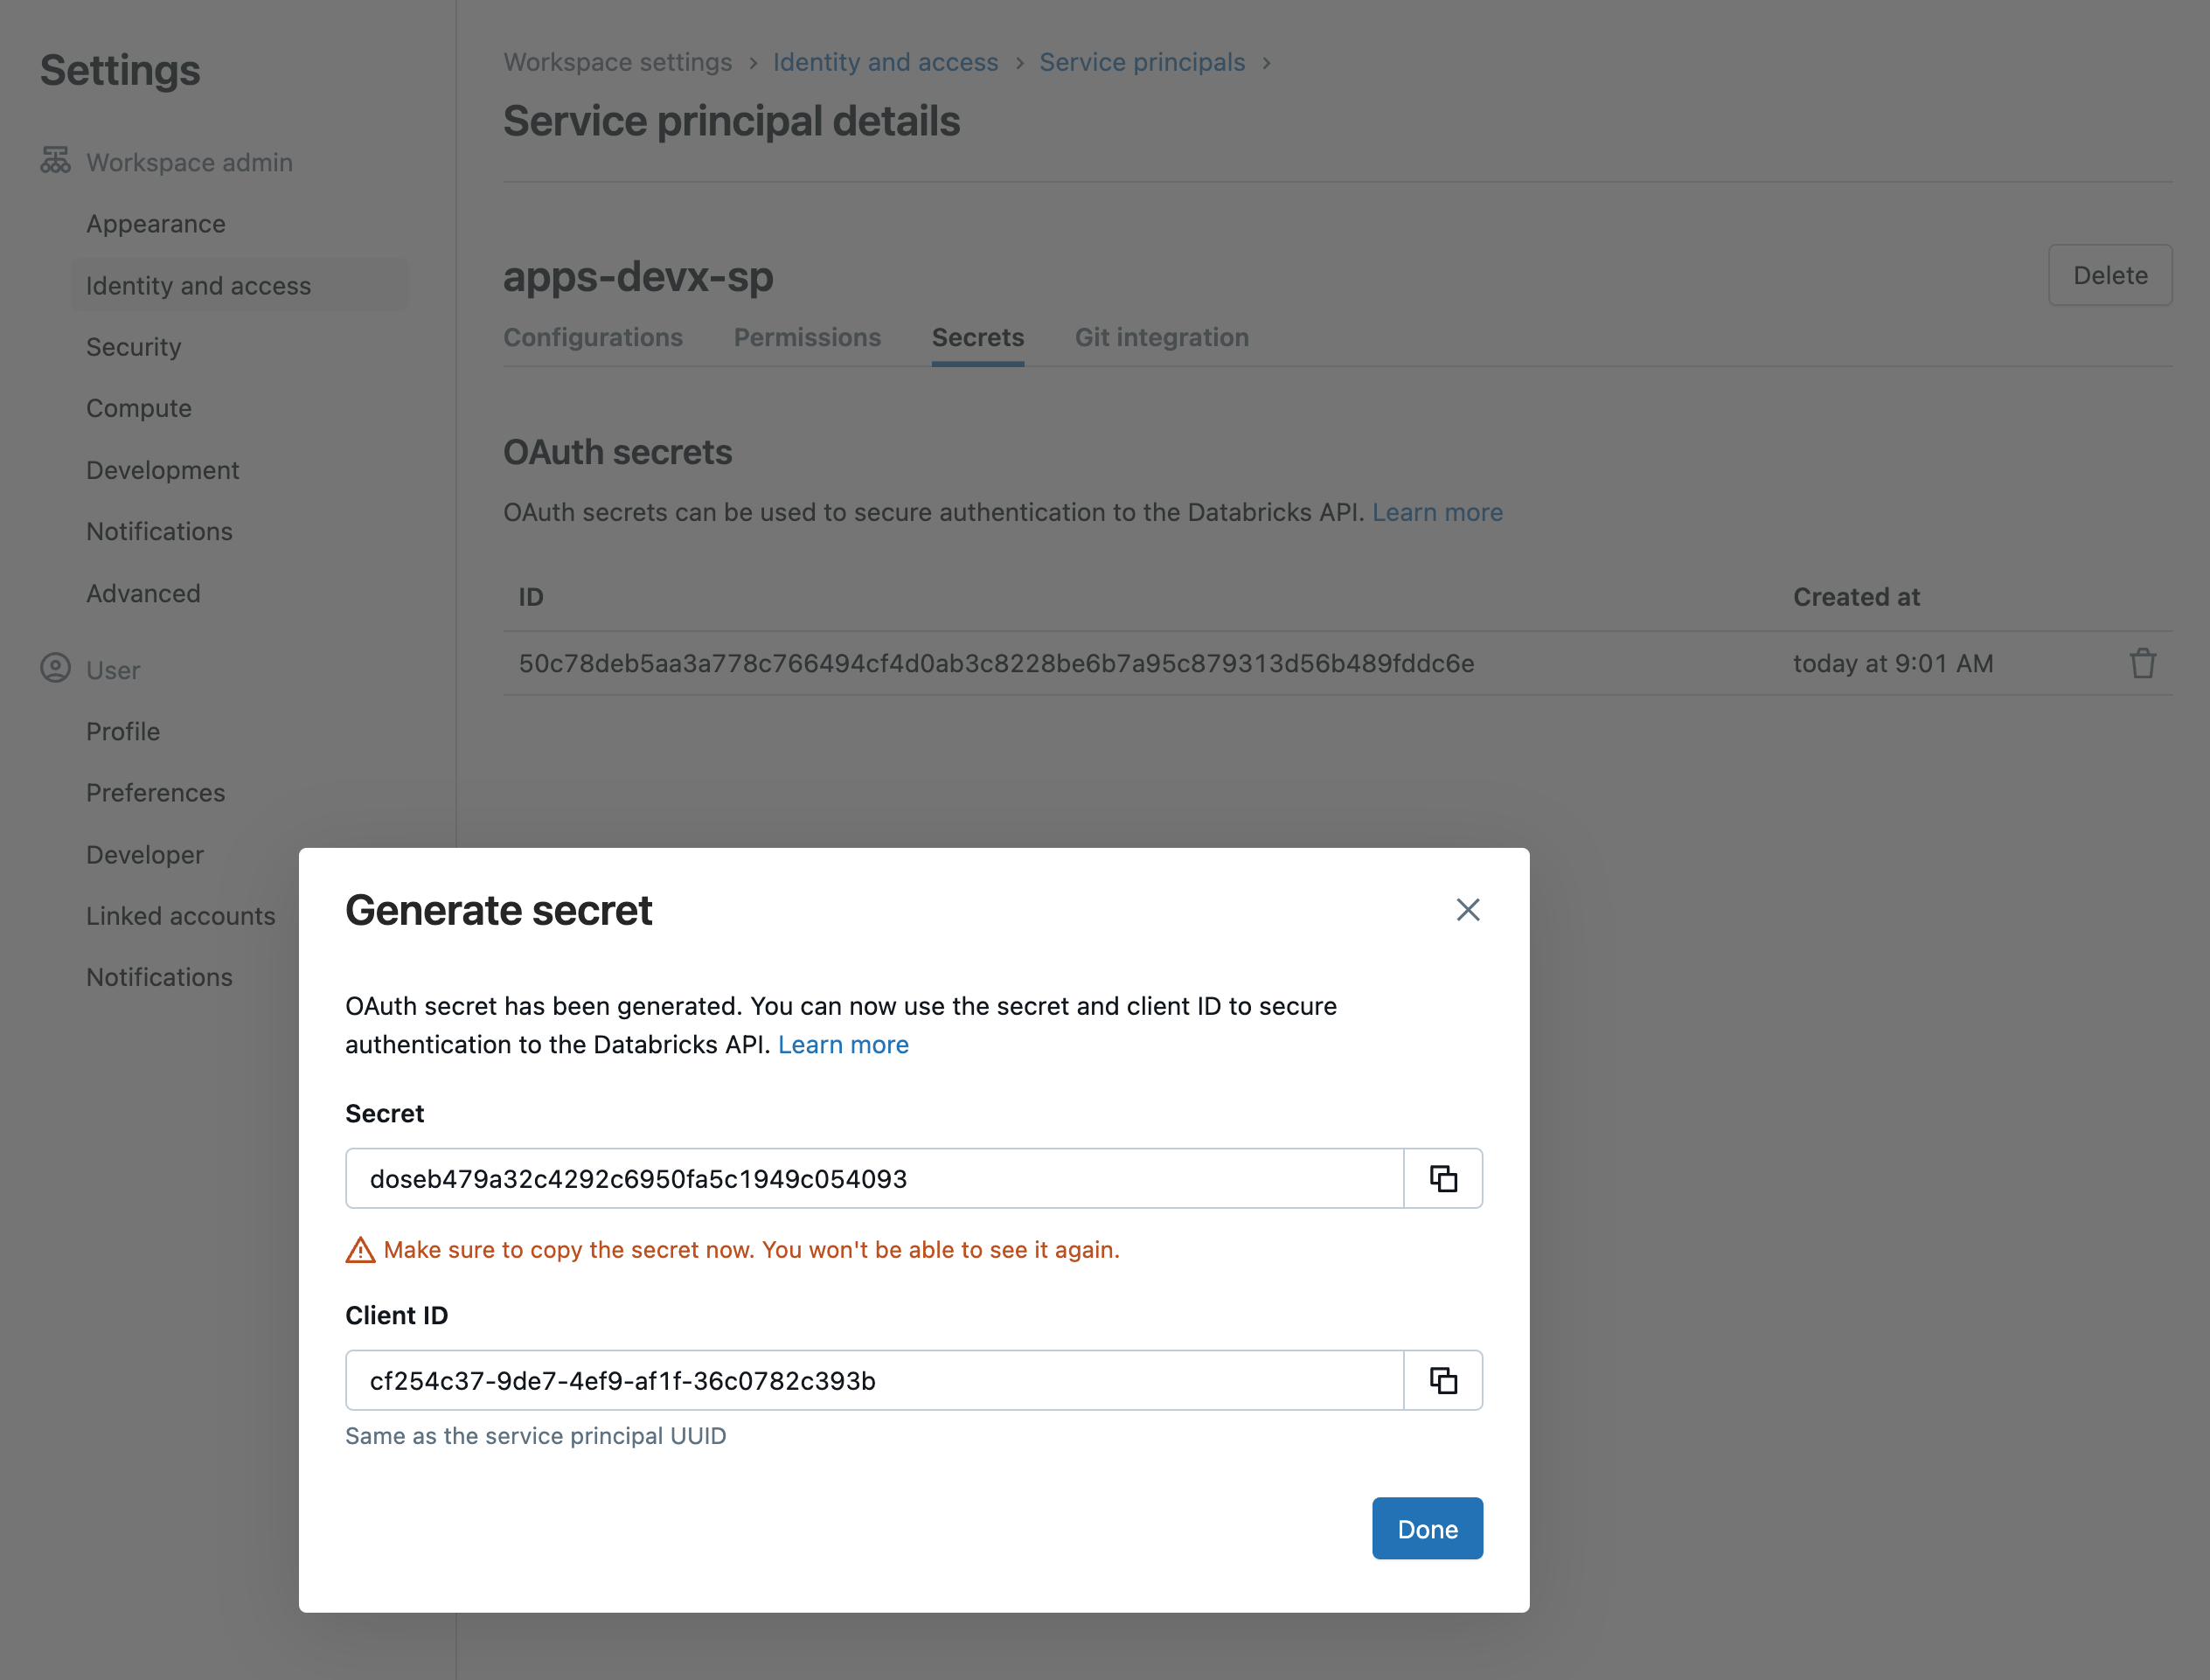 Settings
Workspace admin
Appearance
Identity and access
Security
Compute
Development
Notifications
Advanced
User
Profile
Preferences
Developer
Linked accounts
Notifications
Workspace settings > Identity and access > Service principals >
Service principal details
apps-devx-sp
Delete
Configurations Permissions Secrets Git integration
OAuth secrets
OAuth secrets can be used to secure authentication to the Databricks API. Learn more
ID Created at
50c78deb5aa3a778c766494cf4d0ab3c8228be6b7a95c879313d56b489fddc6e today at 9:01 AM
Generate secret
OAuth secret has been generated. You can now use the secret and client ID to secure
authentication to the Databricks API. Learn more
Secret
doseb479a32c4292c6950fa5c1949c054093
Make sure to copy the secret now. You won't be able to see it again.
Client ID
cf254c37-9de7-4ef9-af1f-36c0782c393b
Same as the service principal UUID
Done